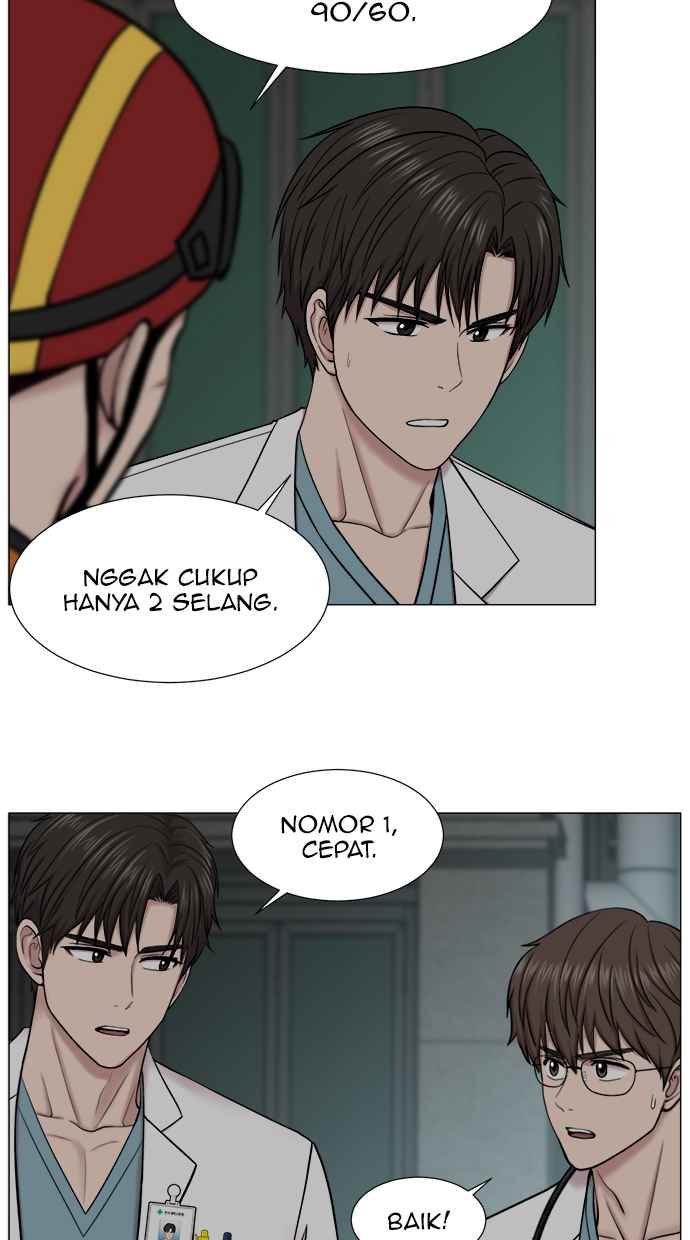 90/60.
NGGAK CUKUP
HANYA 2 SELANG.
NOMOR 1,
CEPAT.
BAIK!